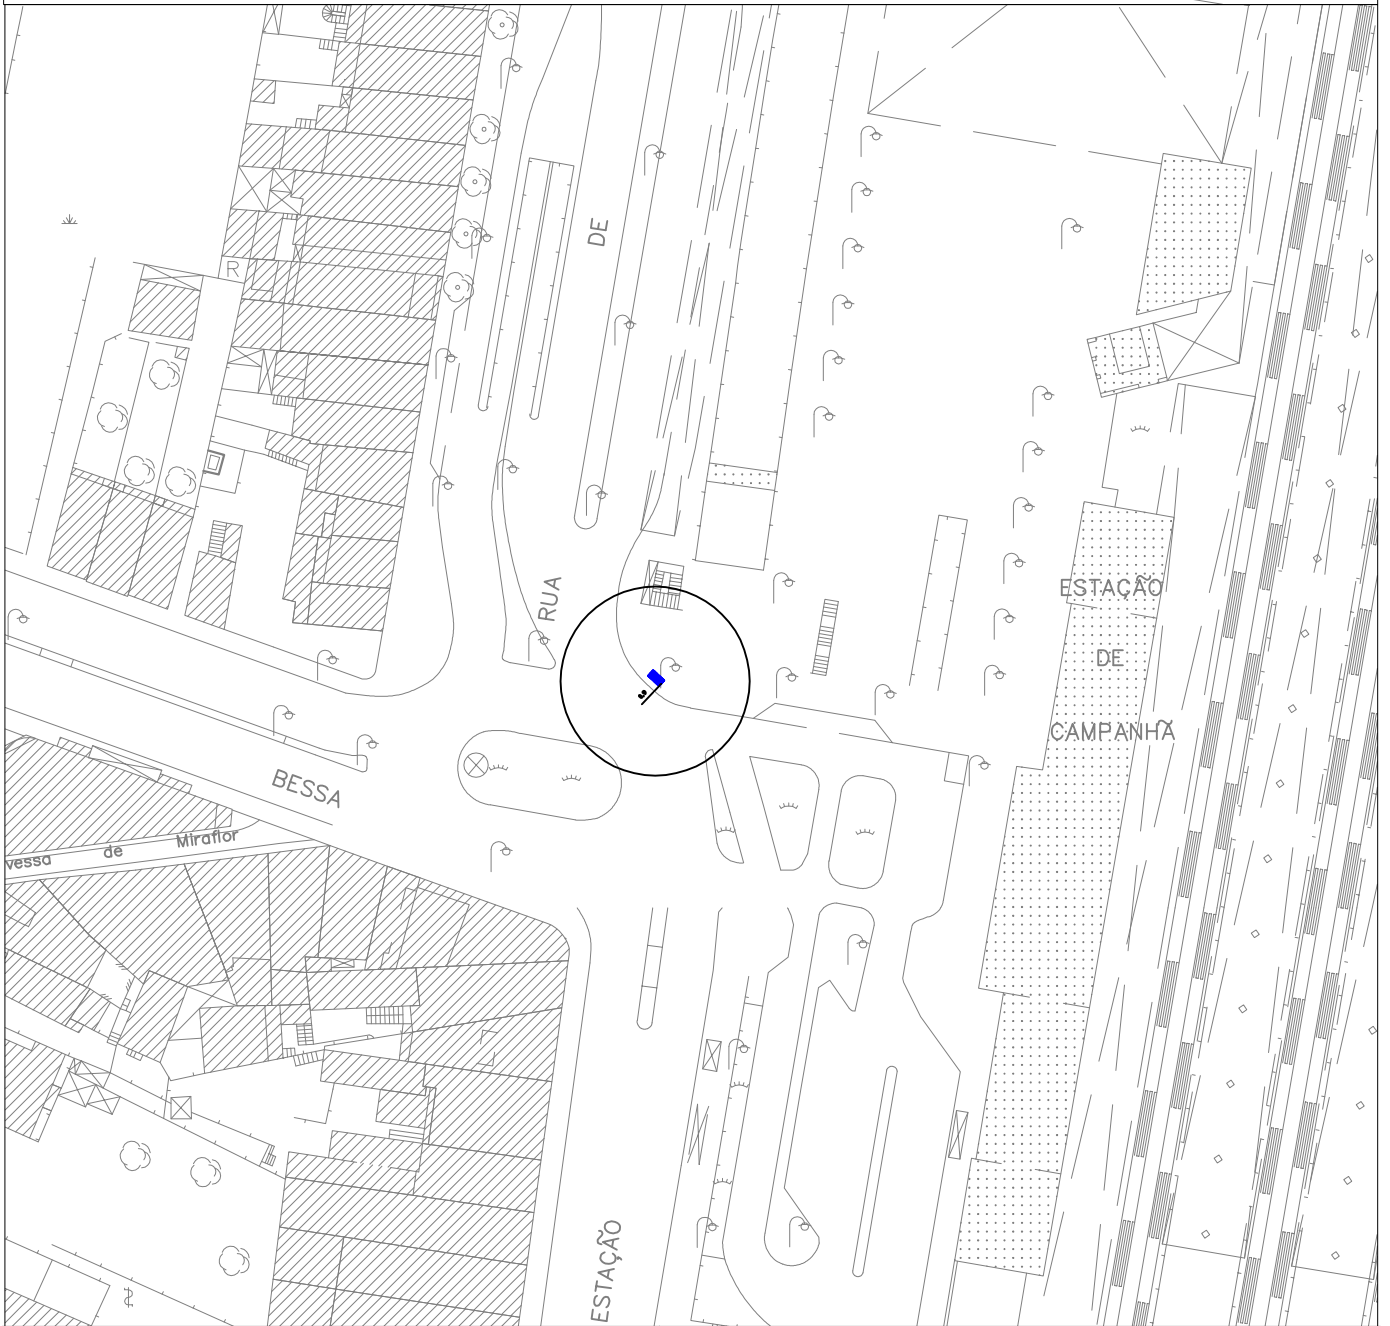 DE
R
RUA
ESTAÇÃO
DE
CAMPANHÃ
BESSA
vessa de Miraflor
ESTAÇÃO